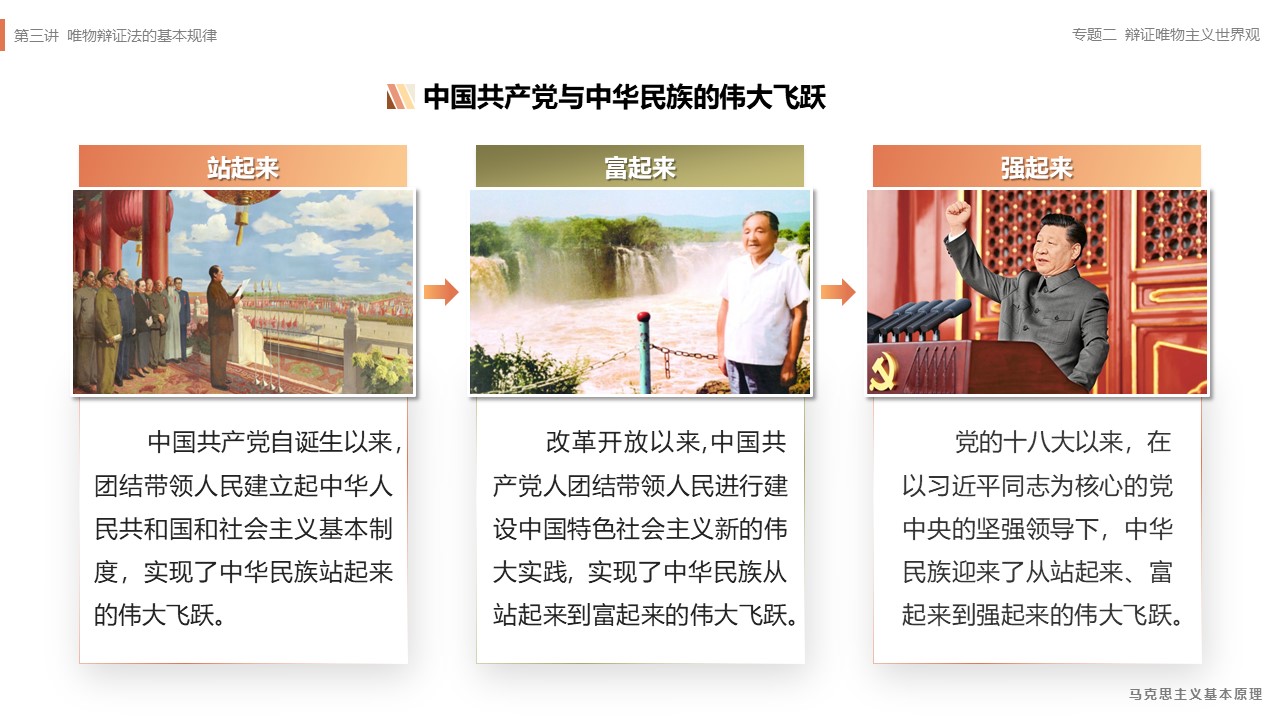 第三讲 唯物辩证法的基本规律
专题二 辩证唯物主义世界观
中国共产党与中华民族的伟大飞跃
站起来
中国共产党自诞生以来,
团结带领人民建立起中华人
民共和国和社会主义基本制
度，实现了中华民族站起来
的伟大飞跃。
富起来
改革开放以来,中国共
产党人团结带领人民进行建
设中国特色社会主义新的伟
大实践, 实现了中华民族从
站起来到富起来的伟大飞跃。
强起来
党的十八大以来，在
以习近平同志为核心的党
中央的坚强领导下，中华
民族迎来了从站起来、富
起来到强起来的伟大飞跃。
马克思主义基本原理